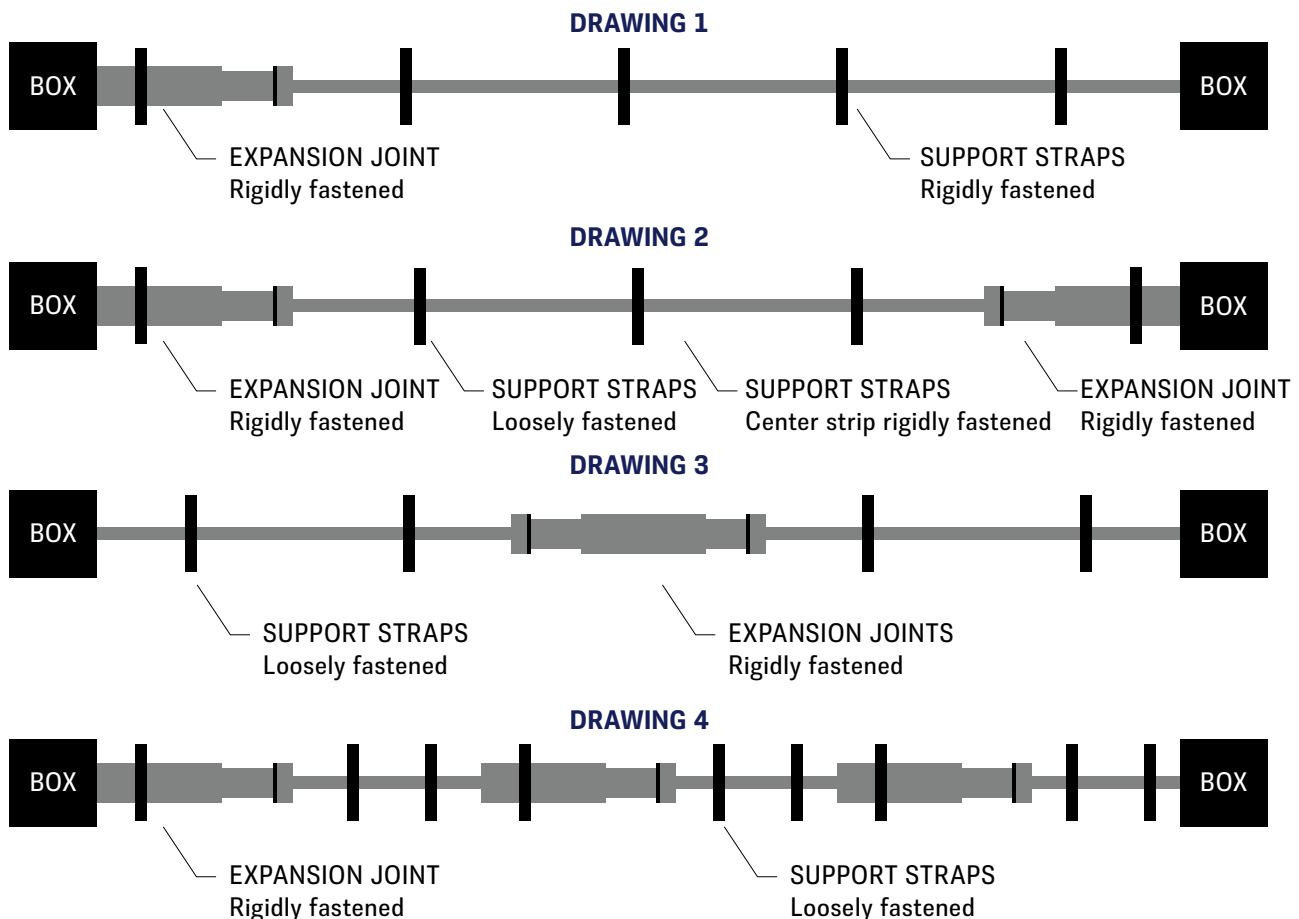 DRAWING 1
BOX
BOX
EXPANSION JOINT
Rigidly fastened
SUPPORT STRAPS
Rigidly fastened
DRAWING 2
BOX
BOX
EXPANSION JOINT
Rigidly fastened
SUPPORT STRAPS
Loosely fastened
SUPPORT STRAPS
Center strip rigidly fastened
EXPANSION JOINT
Rigidly fastened
DRAWING 3
BOX
BOX
SUPPORT STRAPS
Loosely fastened
EXPANSION JOINTS
Rigidly fastened
DRAWING 4
BOX
BOX
EXPANSION JOINT
Rigidly fastened
SUPPORT STRAPS
Loosely fastened